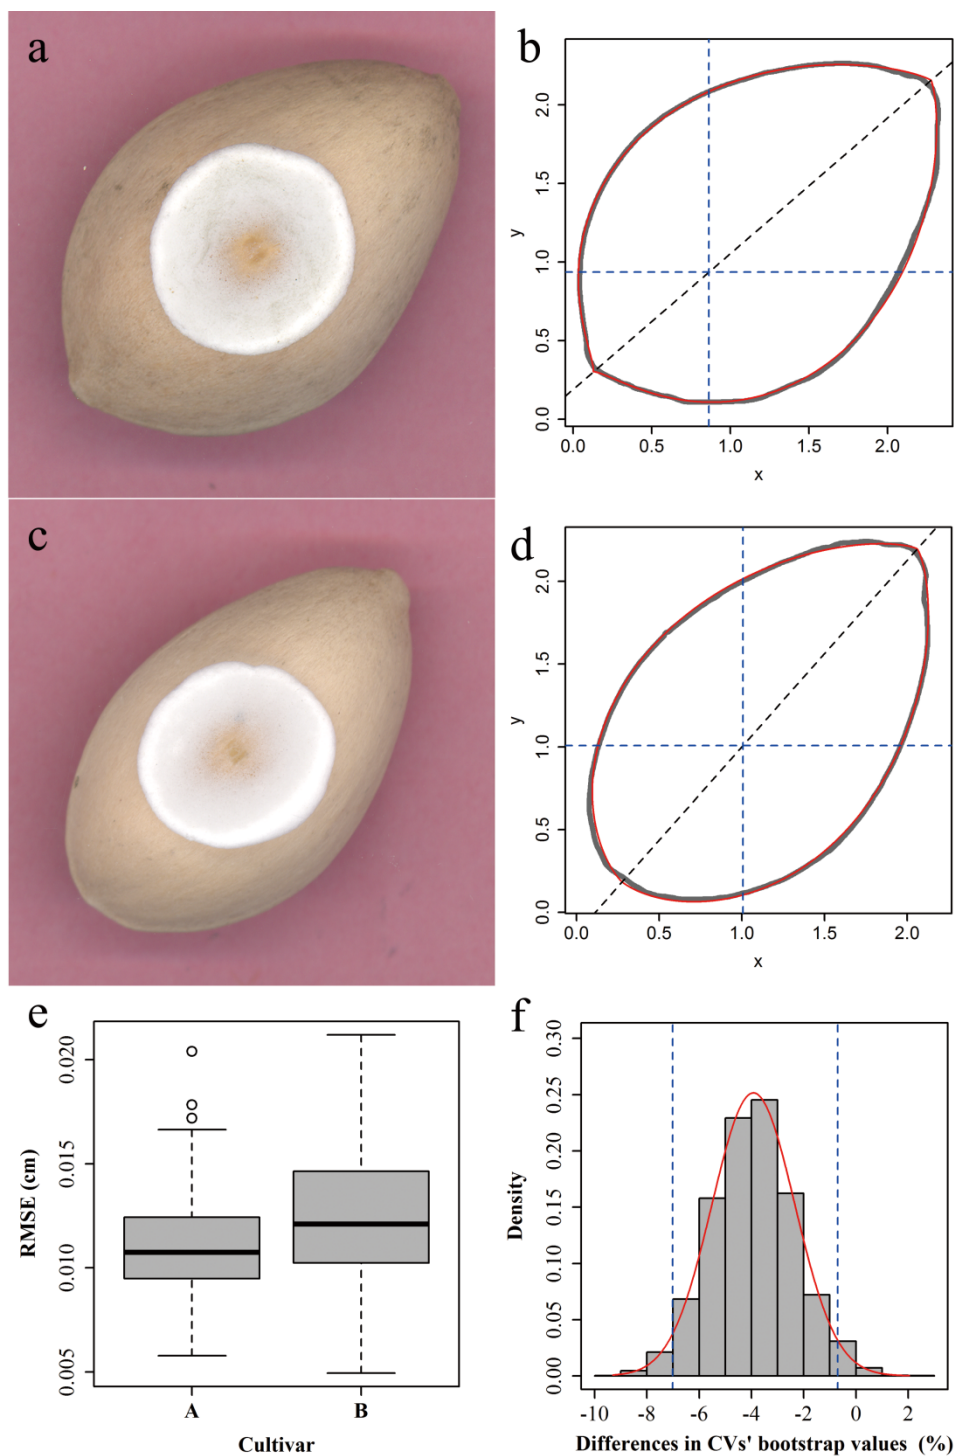 a
b
y
2.0
1.5
1.0
0.5
0.0
0.0 0.5 1.0 1.5 2.0
x
c
d
y
2.0
1.5
1.0
0.5
0.0
0.0 0.5 1.0 1.5 2.0
x
e
RMSE (cm)
0.020
0.015
0.010
0.005
A B
Cultivar
f
Density
0.30
0.25
0.20
0.15
0.10
0.05
0.00
-10 -8 -6 -4 -2 0 2
Differences in CVs' bootstrap values (%)